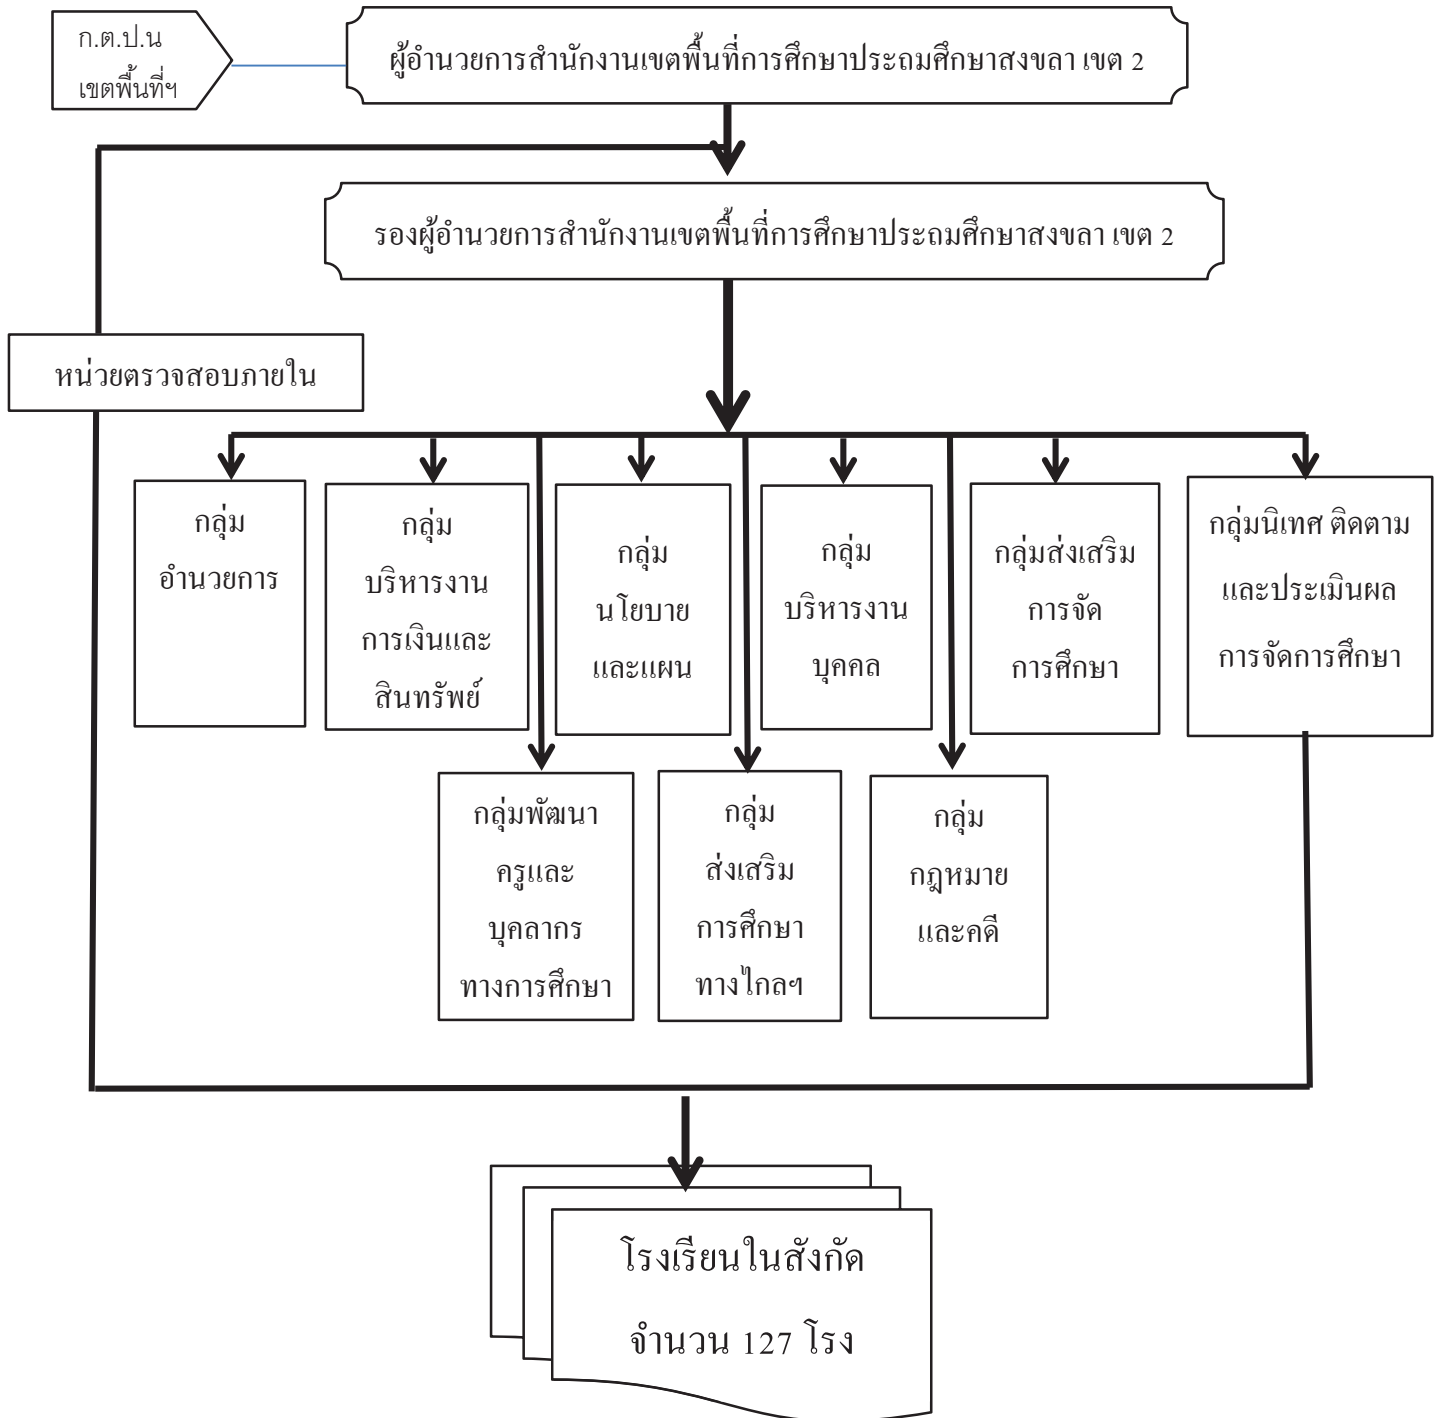 ก.ต.ป.น
เขตพื้นที่ฯ
ผู้อำนวยการสำนักงานเขตพื้นที่การศึกษาประถมศึกษาสงขลา เขต 2
รองผู้อำนวยการสำนักงานเขตพื้นที่การศึกษาประถมศึกษาสงขลา เขต 2
หน่วยตรวจสอบภายใน
กลุ่ม
อำนวยการ
กลุ่ม
บริหารงาน
การเงินและ
สินทรัพย์
กลุ่ม
นโยบาย
และแผน
กลุ่ม
บริหารงาน
บุคคล
กลุ่มส่งเสริม
การจัด
การศึกษา
กลุ่มนิเทศ ติดตาม
และประเมินผล
การจัดการศึกษา
กลุ่มพัฒนา
ครูและ
บุคลากร
ทางการศึกษา
กลุ่ม
ส่งเสริม
การศึกษา
ทางไกลฯ
กลุ่ม
กฎหมาย
และคดี
โรงเรียนในสังกัด
จำนวน 127 โรง